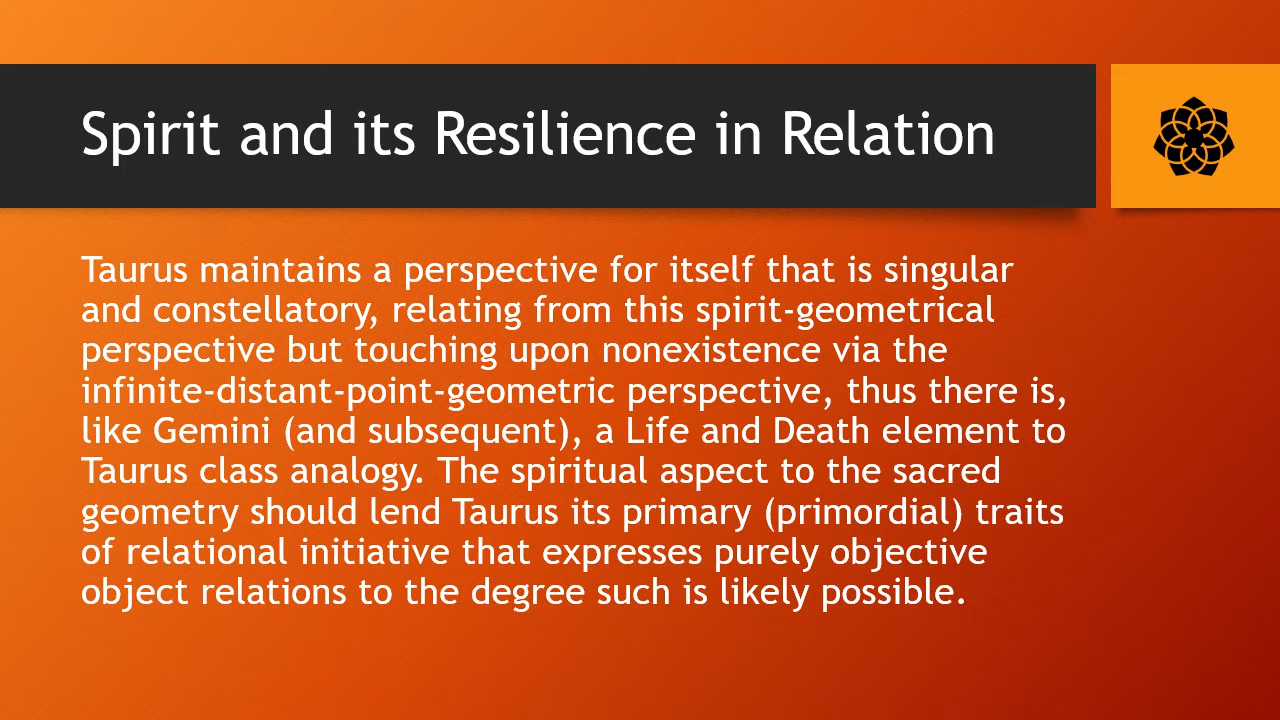 Spirit and its Resilience in Relation
Taurus maintains a perspective for itself that is singular
and constellatory, relating from this spirit-geometrical
perspective but touching upon nonexistence via the
infinite-distant-point-geometric perspective, thus there is,
like Gemini (and subsequent), a Life and Death element to
Taurus class analogy. The spiritual aspect to the sacred
geometry should lend Taurus its primary (primordial) traits
of relational initiative that expresses purely objective
object relations to the degree such is likely possible.